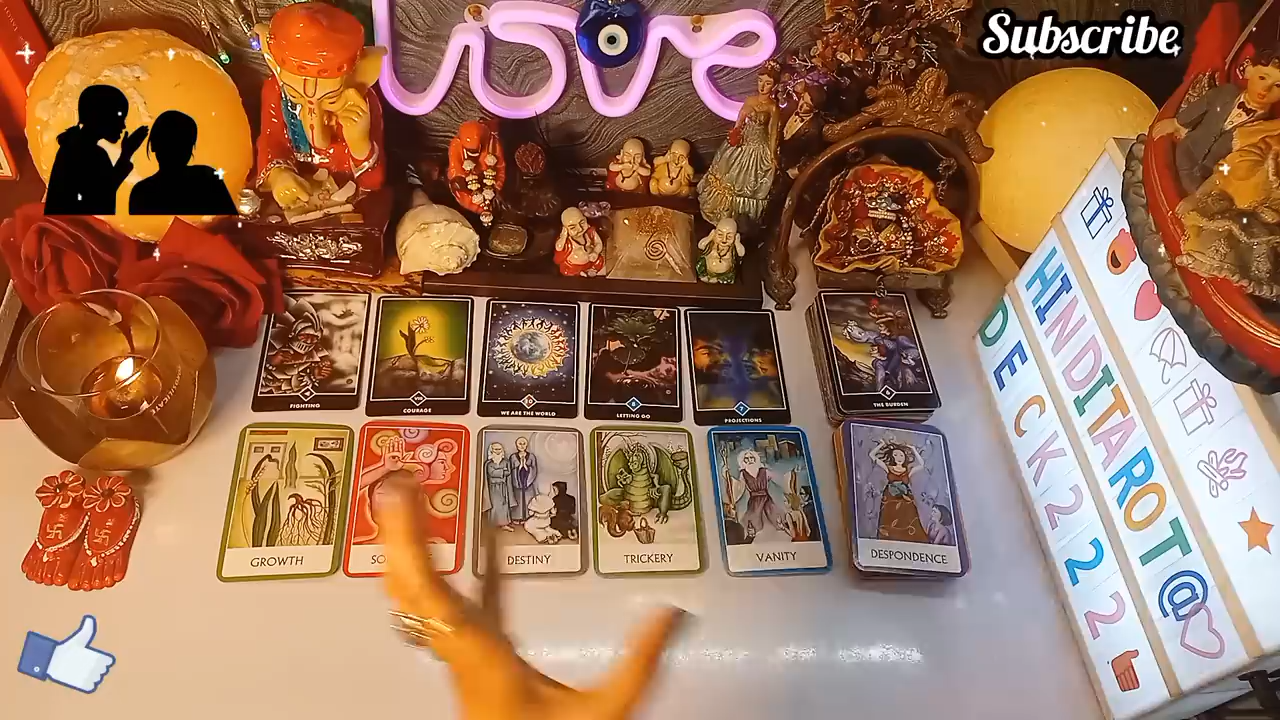 love
Subscribe
FIGHTING
COURAGE
WE ARE THE WORLD
LETTING GO
PROJECTIONS
THE BURDEN
GROWTH
DESTINY
TRICKERY
VANITY
DESPONDENCE
HINDITAROT@
DECK222